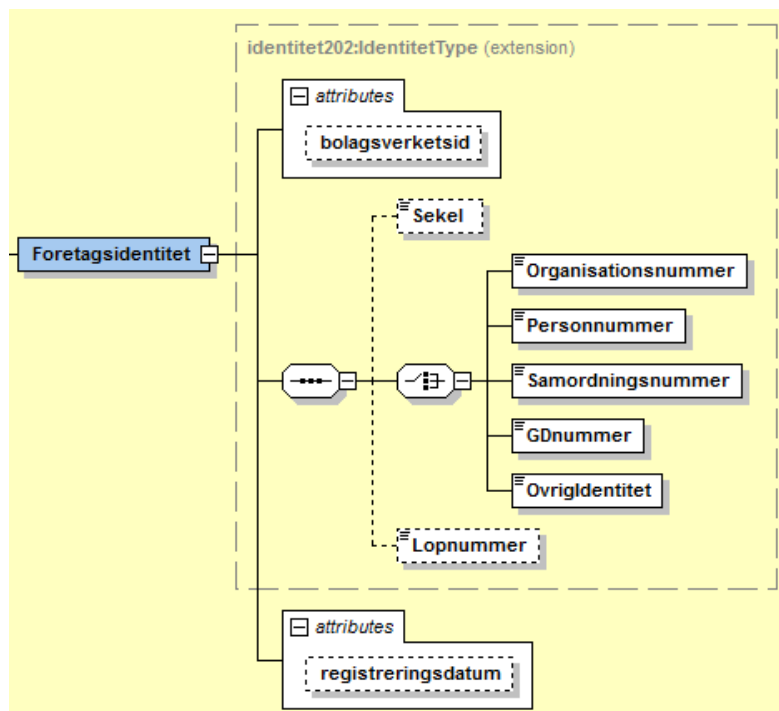 identitet202:IdentitetType (extension)
attributes
bolagsverketsid
Sekel
Foretagsidentitet
Organisationsnummer
Personnummer
Samordningsnummer
GDnummer
OvrigIdentitet
Lopnummer
attributes
registreringsdatum